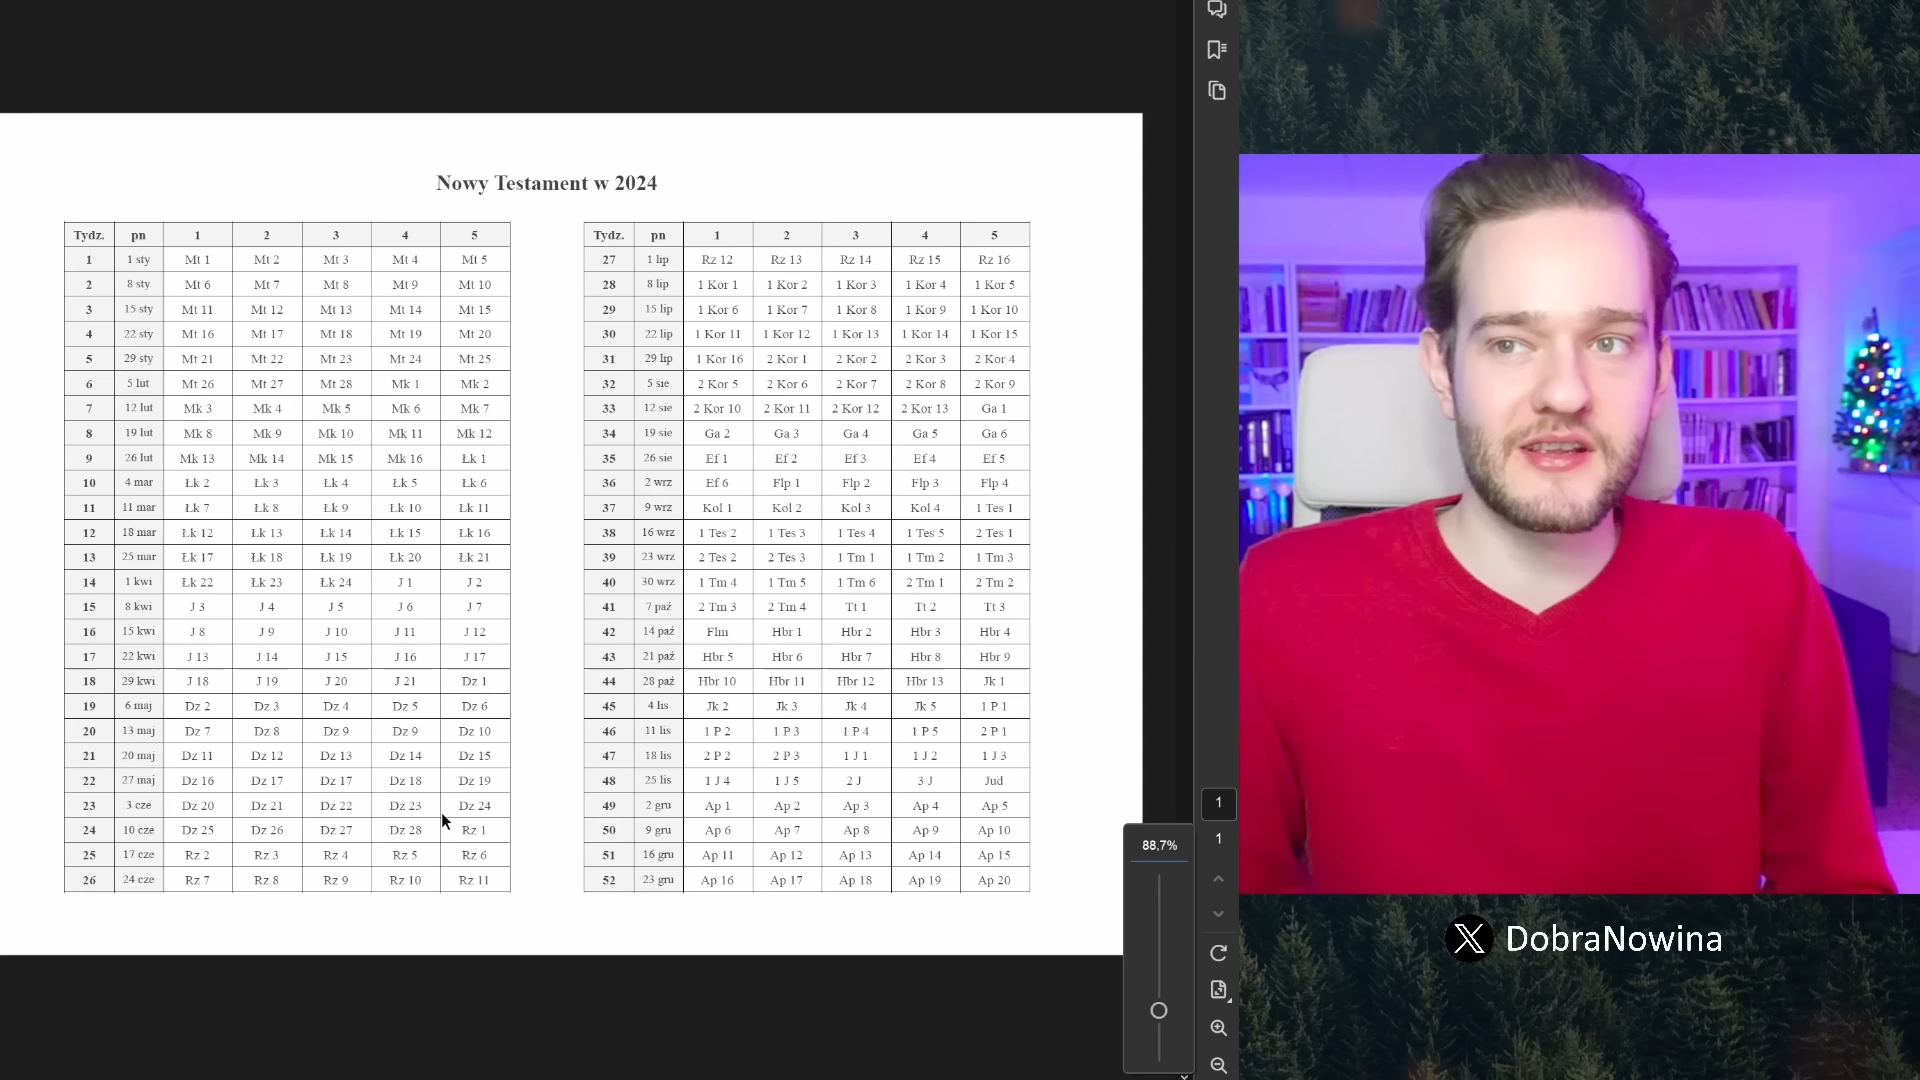 Nowy Testament w 2024
Tydz. pn 1 2 3 4 5
1 1 sty Mt 1 Mt 2 Mt 3 Mt 4 Mt 5
2 8 sty Mt 6 Mt 7 Mt 8 Mt 9 Mt 10
3 15 sty Mt 11 Mt 12 Mt 13 Mt 14 Mt 15
4 22 sty Mt 16 Mt 17 Mt 18 Mt 19 Mt 20
5 29 sty Mt 21 Mt 22 Mt 23 Mt 24 Mt 25
6 5 lut Mt 26 Mt 27 Mt 28 Mk 1 Mk 2
7 12 lut Mk 3 Mk 4 Mk 5 Mk 6 Mk 7
8 19 lut Mk 8 Mk 9 Mk 10 Mk 11 Mk 12
9 26 lut Mk 13 Mk 14 Mk 15 Mk 16 Łk 1
10 4 mar Łk 2 Łk 3 Łk 4 Łk 5 Łk 6
11 11 mar Łk 7 Łk 8 Łk 9 Łk 10 Łk 11
12 18 mar Łk 12 Łk 13 Łk 14 Łk 15 Łk 16
13 25 mar Łk 17 Łk 18 Łk 19 Łk 20 Łk 21
14 1 kwi Łk 22 Łk 23 Łk 24 J 1 J 2
15 8 kwi J 3 J 4 J 5 J 6 J 7
16 15 kwi J 8 J 9 J 10 J 11 J 12
17 22 kwi J 13 J 14 J 15 J 16 J 17
18 29 kwi J 18 J 19 J 20 J 21 Dz 1
19 6 maj Dz 2 Dz 3 Dz 4 Dz 5 Dz 6
20 13 maj Dz 7 Dz 8 Dz 9 Dz 9 Dz 10
21 20 maj Dz 11 Dz 12 Dz 13 Dz 14 Dz 15
22 27 maj Dz 16 Dz 17 Dz 17 Dz 18 Dz 19
23 3 cze Dz 20 Dz 21 Dz 22 Dz 23 Dz 24
24 10 cze Dz 25 Dz 26 Dz 27 Dz 28 Rz 1
25 17 cze Rz 2 Rz 3 Rz 4 Rz 5 Rz 6
26 24 cze Rz 7 Rz 8 Rz 9 Rz 10 Rz 11
Tydz. pn 1 2 3 4 5
27 1 lip Rz 12 Rz 13 Rz 14 Rz 15 Rz 16
28 8 lip 1 Kor 1 1 Kor 2 1 Kor 3 1 Kor 4 1 Kor 5
29 15 lip 1 Kor 6 1 Kor 7 1 Kor 8 1 Kor 9 1 Kor 10
30 22 lip 1 Kor 11 1 Kor 12 1 Kor 13 1 Kor 14 1 Kor 15
31 29 lip 1 Kor 16 2 Kor 1 2 Kor 2 2 Kor 3 2 Kor 4
32 5 sie 2 Kor 5 2 Kor 6 2 Kor 7 2 Kor 8 2 Kor 9
33 12 sie 2 Kor 10 2 Kor 11 2 Kor 12 2 Kor 13 Ga 1
34 19 sie Ga 2 Ga 3 Ga 4 Ga 5 Ga 6
35 26 sie Ef 1 Ef 2 Ef 3 Ef 4 Ef 5
36 2 wrz Ef 6 Flp 1 Flp 2 Flp 3 Flp 4
37 9 wrz Kol 1 Kol 2 Kol 3 Kol 4 1 Tes 1
38 16 wrz 1 Tes 2 1 Tes 3 1 Tes 4 1 Tes 5 2 Tes 1
39 23 wrz 2 Tes 2 2 Tes 3 1 Tm 1 1 Tm 2 1 Tm 3
40 30 wrz 1 Tm 4 1 Tm 5 1 Tm 6 2 Tm 1 2 Tm 2
41 7 paź 2 Tm 3 2 Tm 4 Tt 1 Tt 2 Tt 3
42 14 paź Flm Hbr 1 Hbr 2 Hbr 3 Hbr 4
43 21 paź Hbr 5 Hbr 6 Hbr 7 Hbr 8 Hbr 9
44 28 paź Hbr 10 Hbr 11 Hbr 12 Hbr 13 Jk 1
45 4 lis Jk 2 Jk 3 Jk 4 Jk 5 1 P 1
46 11 lis 1 P 2 1 P 3 1 P 4 1 P 5 2 P 1
47 18 lis 2 P 2 2 P 3 1 J 1 1 J 2 1 J 3
48 25 lis 1 J 4 1 J 5 2 J 3 J Jud
49 2 gru Ap 1 Ap 2 Ap 3 Ap 4 Ap 5
50 9 gru Ap 6 Ap 7 Ap 8 Ap 9 Ap 10
51 16 gru Ap 11 Ap 12 Ap 13 Ap 14 Ap 15
52 23 gru Ap 16 Ap 17 Ap 18 Ap 19 Ap 20
1
1
88,7%
DobraNowina